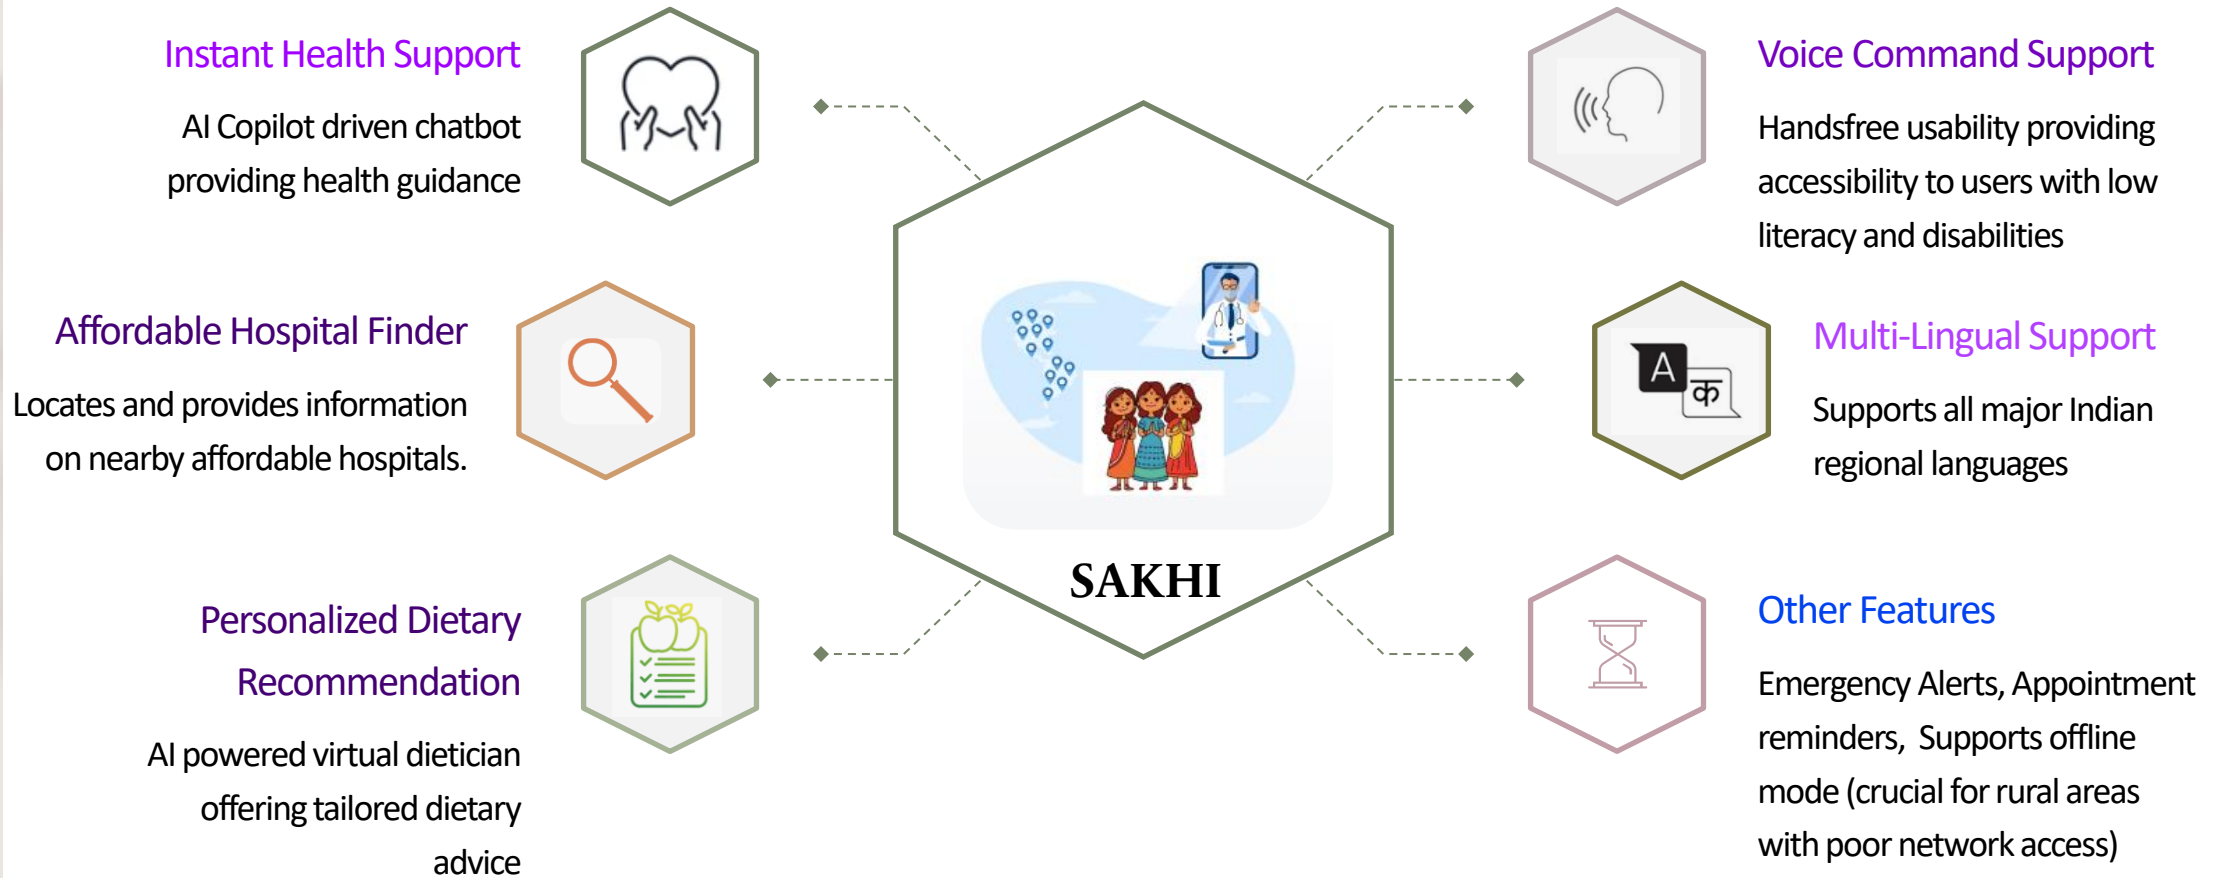 Instant Health Support
AI Copilot driven chatbot
providing health guidance
Affordable Hospital Finder
Locates and provides information
on nearby affordable hospitals.
Personalized Dietary
Recommendation
AI powered virtual dietician
offering tailored dietary
advice
SAKHI
Voice Command Support
Handsfree usability providing
accessibility to users with low
literacy and disabilities
A
क
Multi-Lingual Support
Supports all major Indian
regional languages
Other Features
Emergency Alerts, Appointment
reminders,  Supports offline
mode (crucial for rural areas
with poor network access)